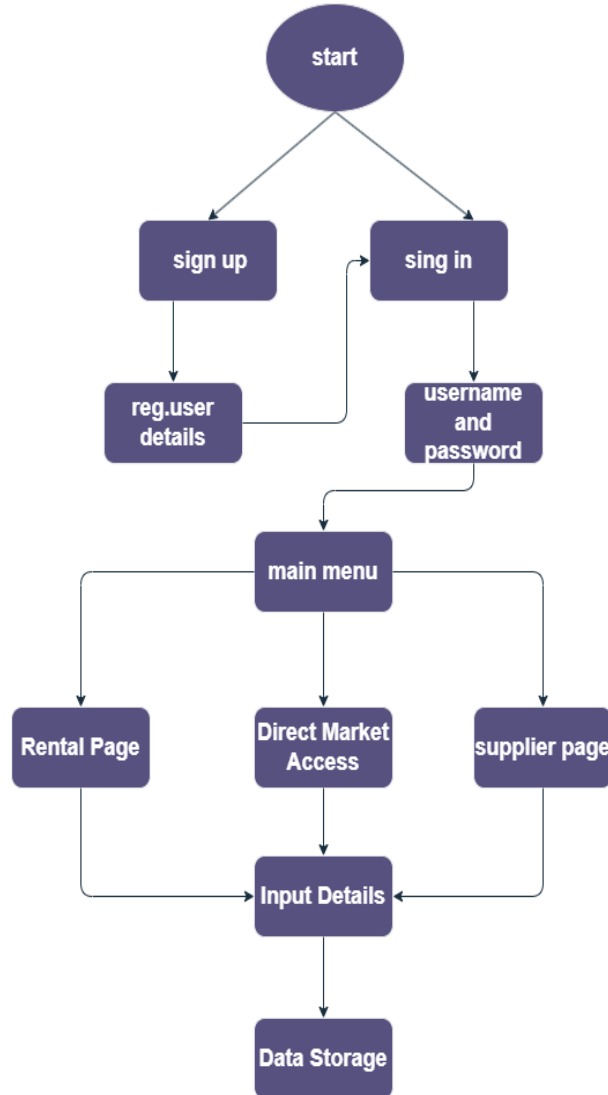 start
sign up
sing in
reg.user
details
username
and
password
main menu
Rental Page
Direct Market
Access
supplier page
Input Details
Data Storage